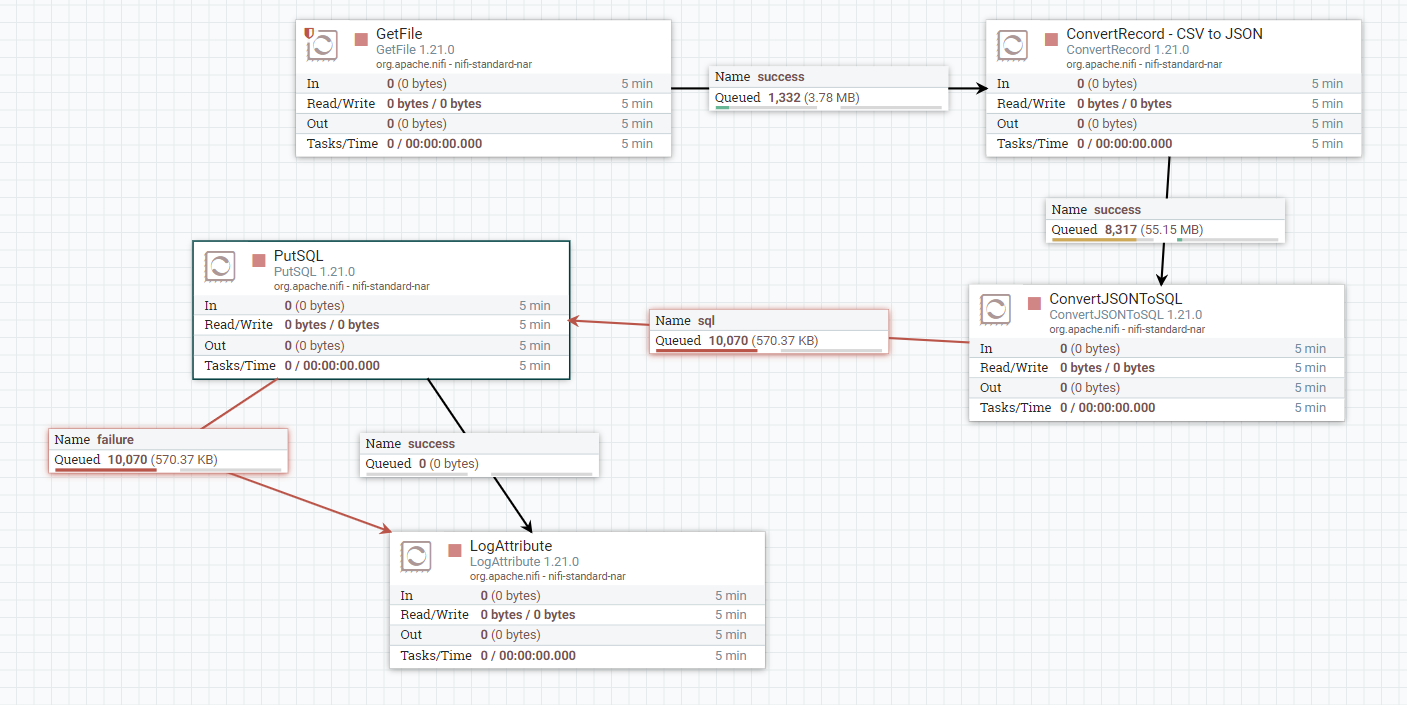 GetFile
GetFile 1.21.0
org.apache.nifi - nifi-standard-nar
In 0 (0 bytes) 5 min
Read/Write 0 bytes / 0 bytes 5 min
Out 0 (0 bytes) 5 min
Tasks/Time 0 / 00:00:00.000 5 min
Name success
Queued 1,332 (3.78 MB)
ConvertRecord - CSV to JSON
ConvertRecord 1.21.0
org.apache.nifi - nifi-standard-nar
In 0 (0 bytes) 5 min
Read/Write 0 bytes / 0 bytes 5 min
Out 0 (0 bytes) 5 min
Tasks/Time 0 / 00:00:00.000 5 min
Name success
Queued 8,317 (55.15 MB)
ConvertJSONToSQL
ConvertJSONToSQL 1.21.0
org.apache.nifi - nifi-standard-nar
In 0 (0 bytes) 5 min
Read/Write 0 bytes / 0 bytes 5 min
Out 0 (0 bytes) 5 min
Tasks/Time 0 / 00:00:00.000 5 min
Name sql
Queued 10,070 (570.37 KB)
PutSQL
PutSQL 1.21.0
org.apache.nifi - nifi-standard-nar
In 0 (0 bytes) 5 min
Read/Write 0 bytes / 0 bytes 5 min
Out 0 (0 bytes) 5 min
Tasks/Time 0 / 00:00:00.000 5 min
Name failure
Queued 10,070 (570.37 KB)
Name success
Queued 0 (0 bytes)
LogAttribute
LogAttribute 1.21.0
org.apache.nifi - nifi-standard-nar
In 0 (0 bytes) 5 min
Read/Write 0 bytes / 0 bytes 5 min
Out 0 (0 bytes) 5 min
Tasks/Time 0 / 00:00:00.000 5 min